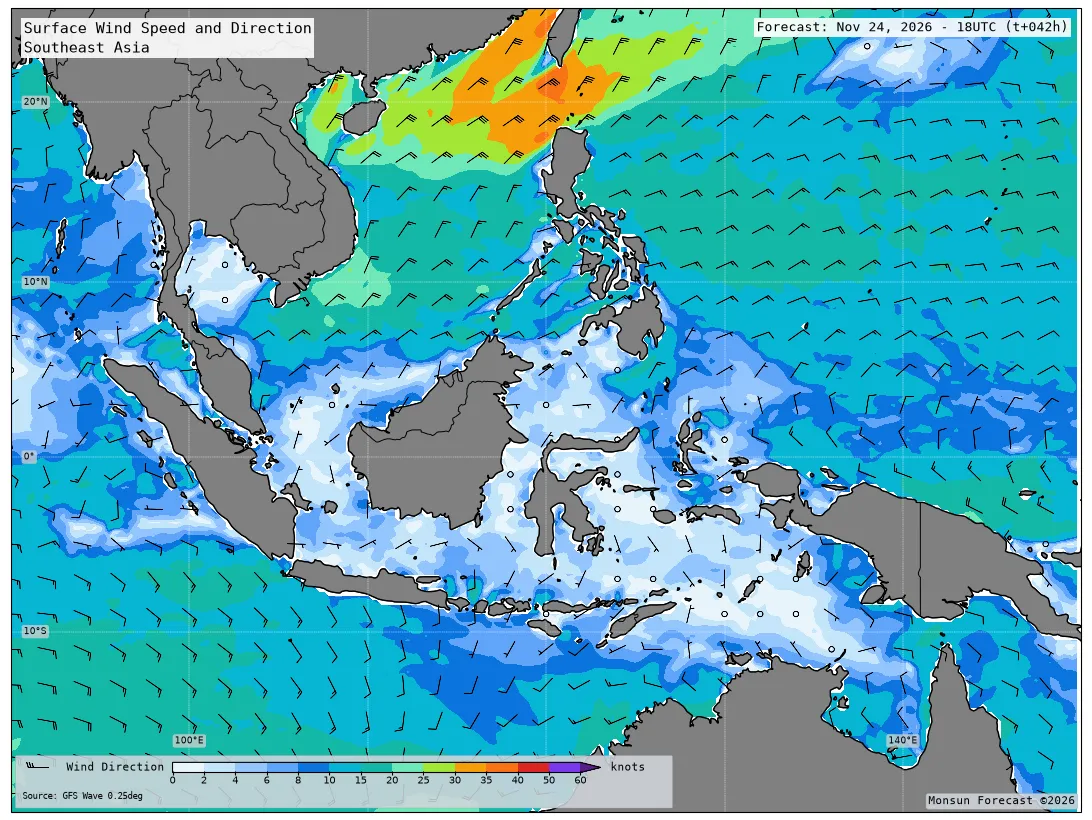 Surface Wind Speed and Direction
Southeast Asia
Forecast: Nov 24, 2026 - 18UTC (t+042h)
20°N
10°N
0°
10°S
100°E
140°E
Wind Direction
0 2 4 6 8 10 15 20 25 30 35 40 50 60
knots
Source: GFS Wave 0.25deg
Monsun Forecast ©2026